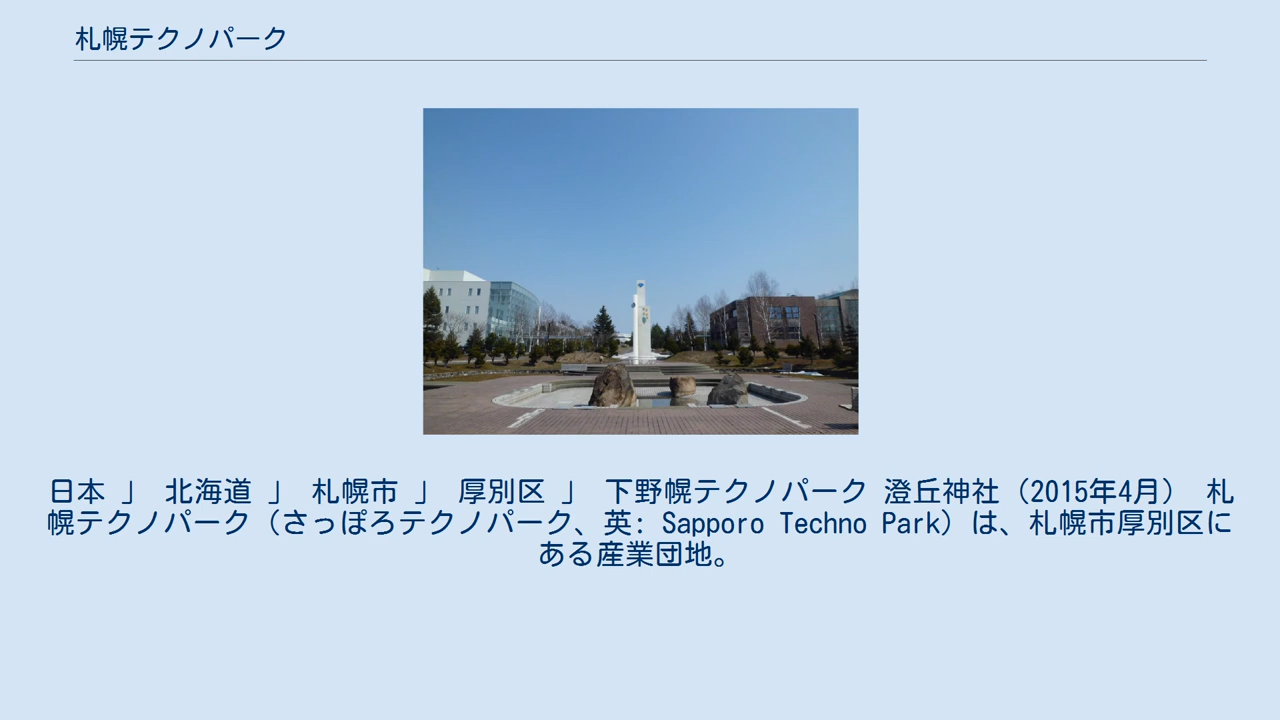 札幌テクノパーク
日本 」 北海道 」 札幌市 」 厚別区 」 下野幌テクノパーク 澄丘神社（2015年4月） 札
幌テクノパーク（さっぽろテクノパーク、英: Sapporo Techno Park）は、札幌市厚別区に
ある産業団地。